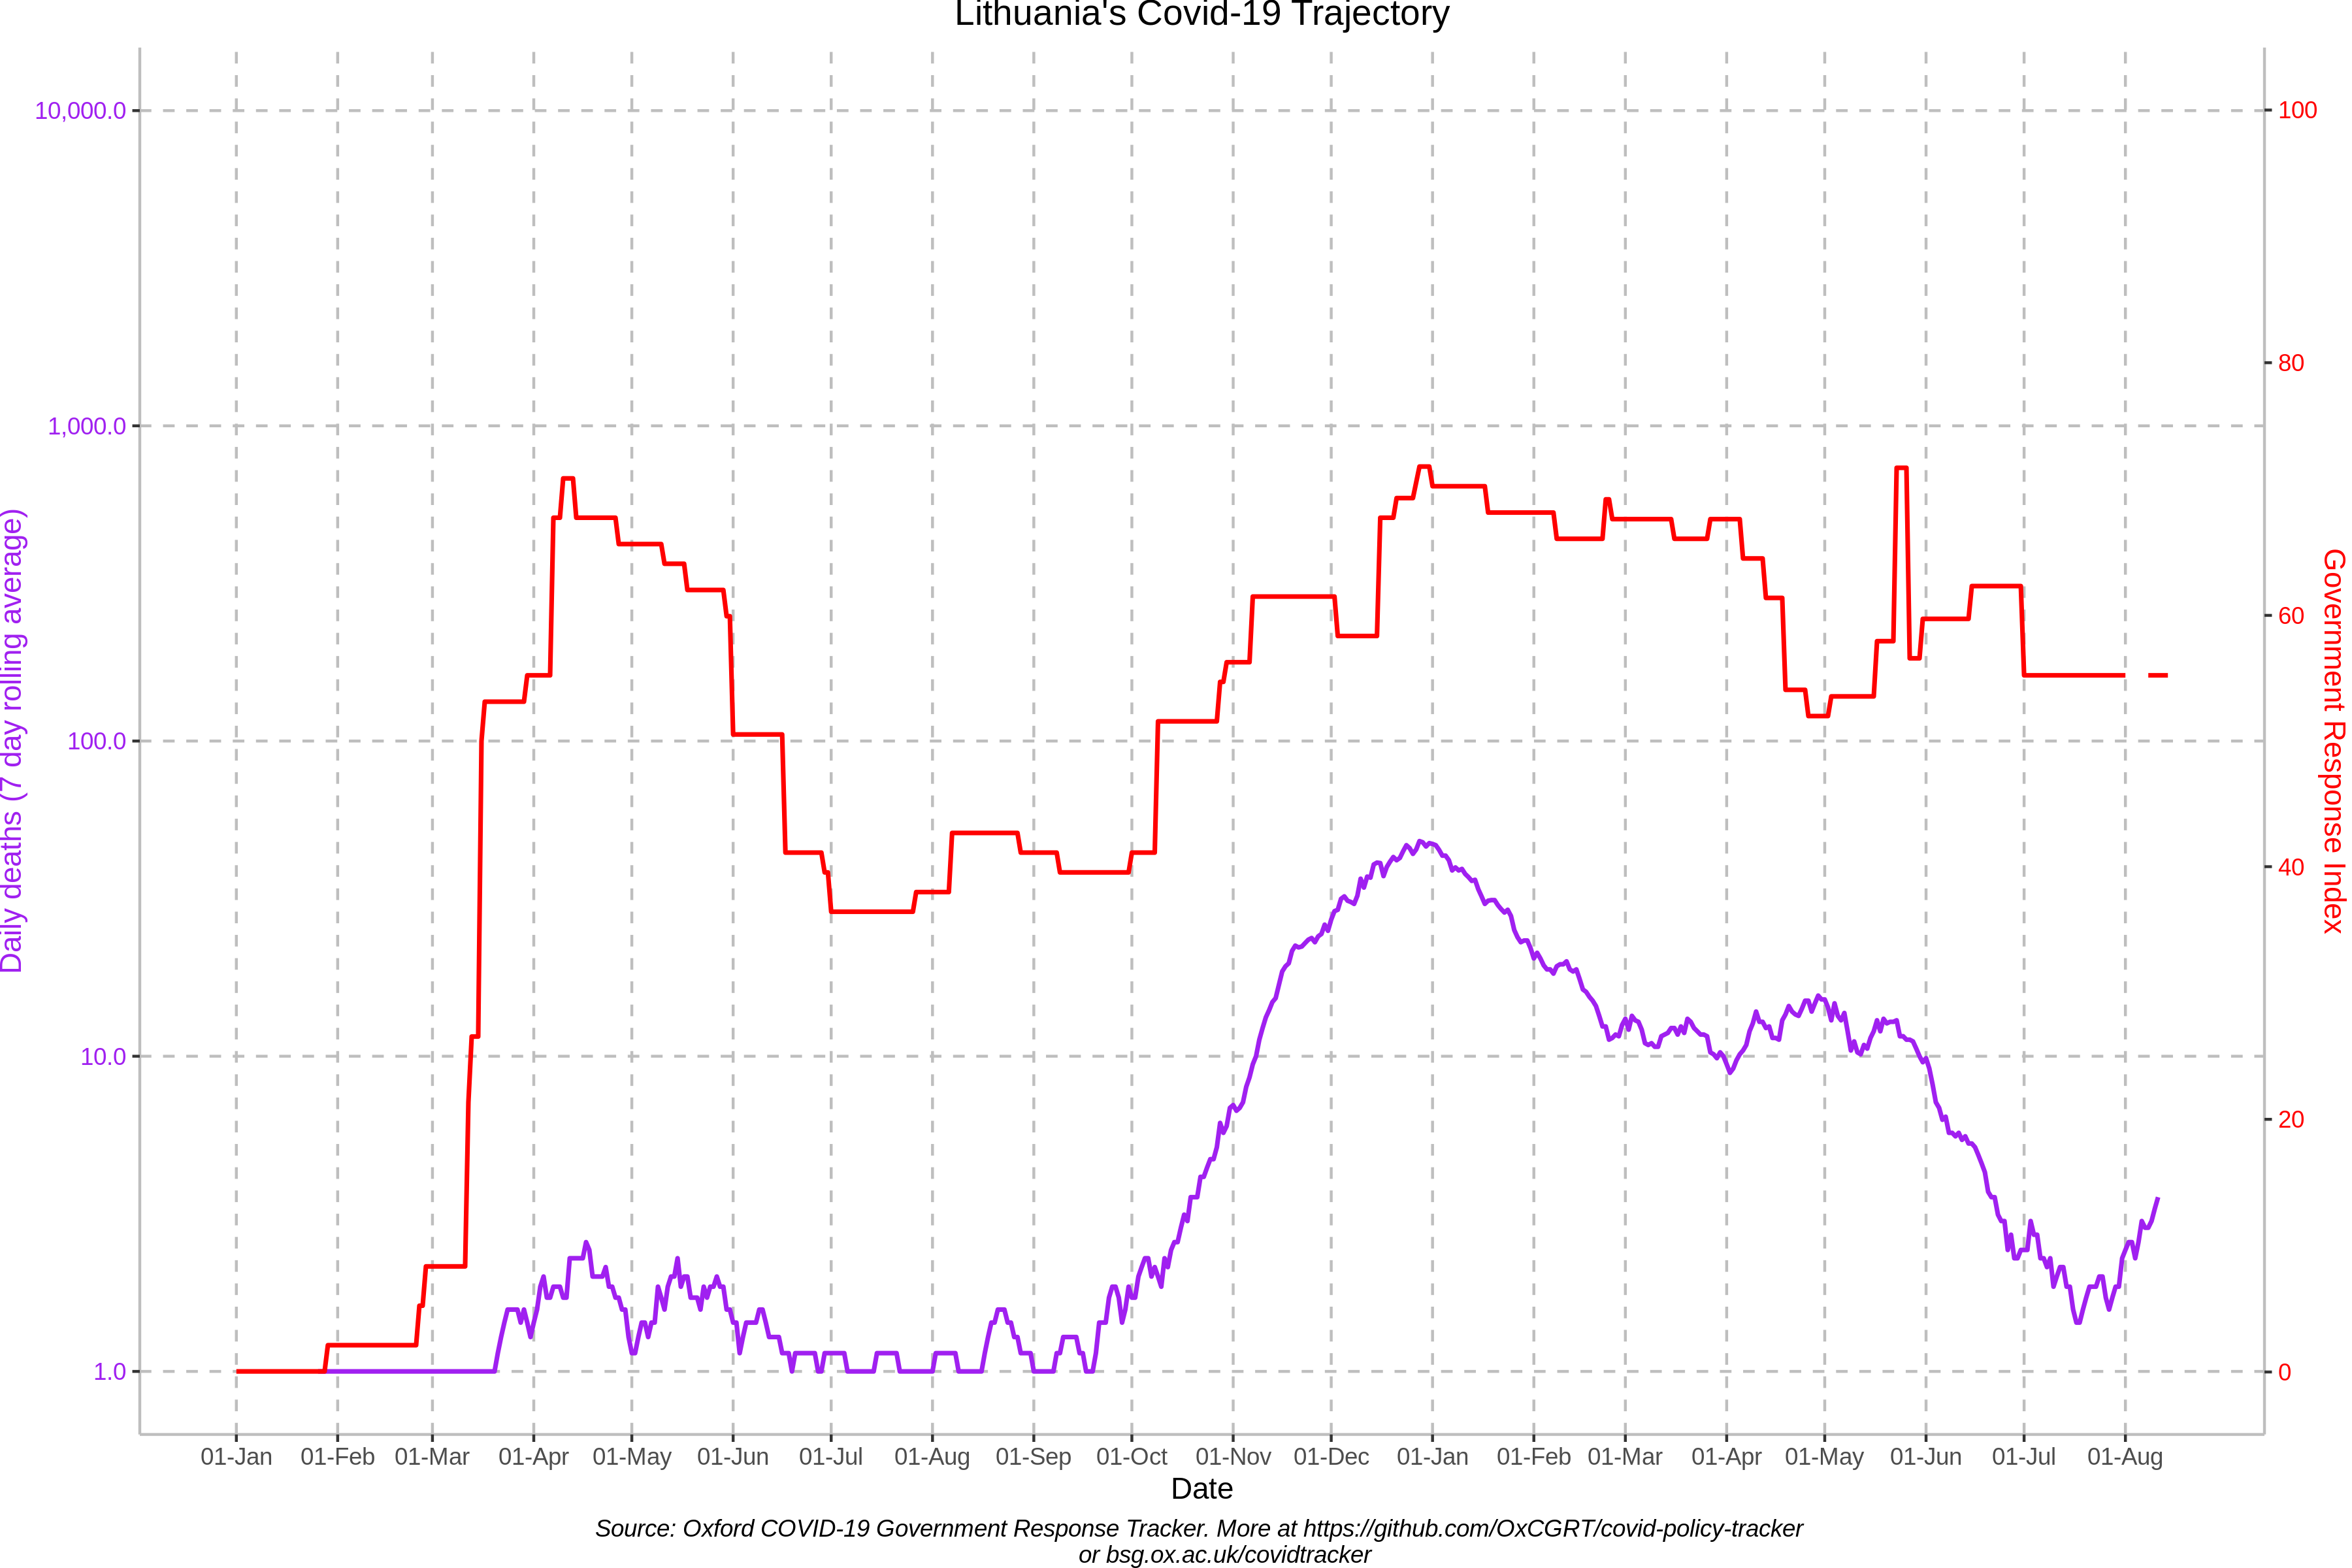 Lithuania's Covid-19 Trajectory
10,000.0
1,000.0
100.0
10.0
1.0
Daily deaths (7 day rolling average)
100
80
60
40
20
0
Government Response Index
01-Jan 01-Feb 01-Mar 01-Apr 01-May 01-Jun 01-Jul 01-Aug 01-Sep 01-Oct 01-Nov 01-Dec 01-Jan 01-Feb 01-Mar 01-Apr 01-May 01-Jun 01-Jul 01-Aug
Date
Source: Oxford COVID-19 Government Response Tracker. More at https://github.com/OxCGRT/covid-policy-tracker
or bsg.ox.ac.uk/covidtracker